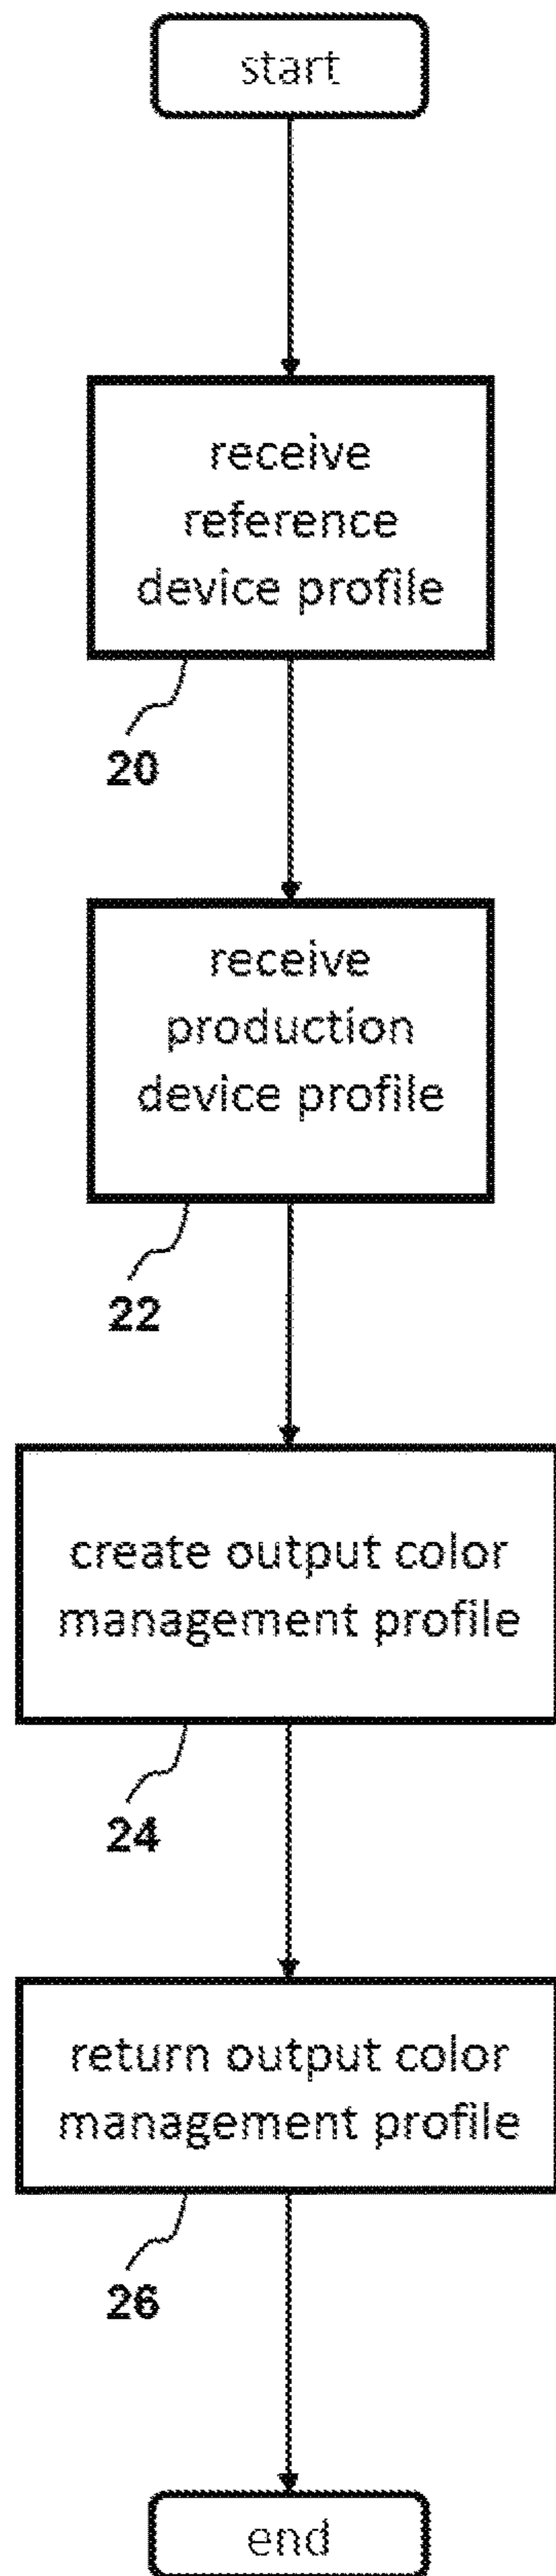 start
receive
reference
device profile
20
receive
production
device profile
22
create output color
management profile
24
return output color
management profile
26
end